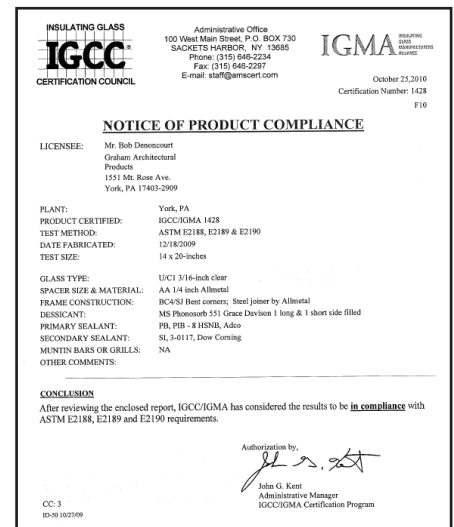 INSULATING GLASS
IGCC®
CERTIFICATION COUNCIL
Administrative Office
100 West Main Street, P.O. BOX 730
SACKETS HARBOR, NY 13685
Phone: (315) 646-2234
Fax: (315) 646-2297
E-mail: staff@amscert.com
IGMA
INSULATING
GLASS
MANUFACTURERS
ALLIANCE
October 25,2010
Certification Number: 1428
F10
NOTICE OF PRODUCT COMPLIANCE
LICENSEE: Mr. Bob Denoncourt
Graham Architectural
Products
1551 Mt. Rose Ave.
York, PA 17403-2909
PLANT: York, PA
PRODUCT CERTIFIED: IGCC/IGMA 1428
TEST METHOD: ASTM E2188, E2189 & E2190
DATE FABRICATED: 12/18/2009
TEST SIZE: 14 x 20-inches
GLASS TYPE: U/C1 3/16-inch clear
SPACER SIZE & MATERIAL: AA 1/4 inch Allmetal
FRAME CONSTRUCTION: BC4/SJ Bent corners; Steel joiner by Allmetal
DESSICANT: MS Phonosorb 551 Grace Davison 1 long & 1 short side filled
PRIMARY SEALANT: PB, PIB - 8 HSNB, Adco
SECONDARY SEALANT: SI, 3-0117, Dow Corning
MUNTIN BARS OR GRILLS: NA
OTHER COMMENTS:
CONCLUSION
After reviewing the enclosed report, IGCC/IGMA has considered the results to be in compliance with
ASTM E2188, E2189 and E2190 requirements.
Authorization by,
John G. Kent
John G. Kent
Administrative Manager
IGCC/IGMA Certification Program
CC: 3
ID-50 10/27/09